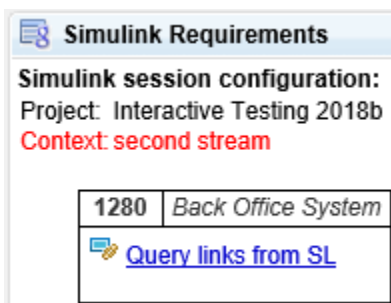 Simulink Requirements
Simulink session configuration:
Project: Interactive Testing 2018b
Context: second stream
1280 Back Office System
Query links from SL